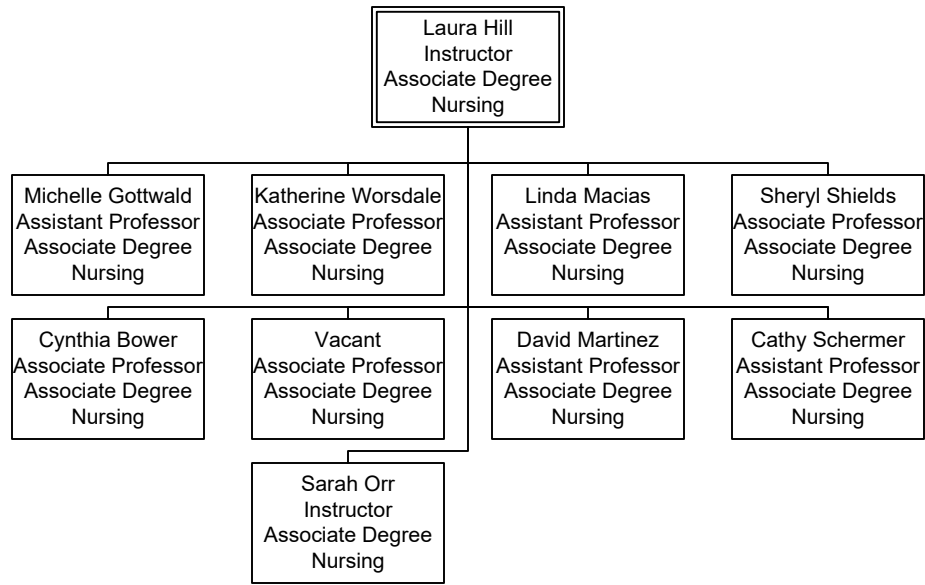 Laura Hill
Instructor
Associate Degree
Nursing
Michelle Gottwald
Assistant Professor
Associate Degree
Nursing
Katherine Worsdale
Associate Professor
Associate Degree
Nursing
Linda Macias
Assistant Professor
Associate Degree
Nursing
Sheryl Shields
Associate Professor
Associate Degree
Nursing
Cynthia Bower
Associate Professor
Associate Degree
Nursing
Vacant
Associate Professor
Associate Degree
Nursing
David Martinez
Assistant Professor
Associate Degree
Nursing
Cathy Schermer
Assistant Professor
Associate Degree
Nursing
Sarah Orr
Instructor
Associate Degree
Nursing